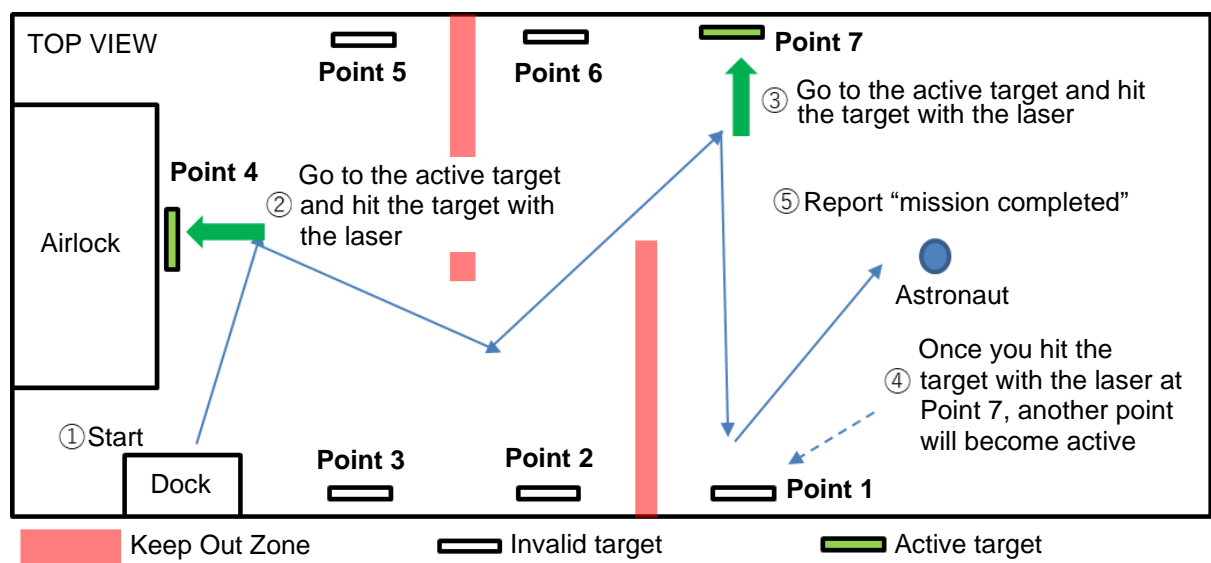 TOP VIEW
Point 5
Point 6
Point 7
③ Go to the active target and hit
the target with the laser
Point 4
② Go to the active target
and hit the target with
the laser
Airlock
⑤ Report “mission completed”
Astronaut
④ Once you hit the
target with the laser at
Point 7, another point
will become active
① Start
Dock
Point 3
Point 2
Point 1
Keep Out Zone
Invalid target
Active target